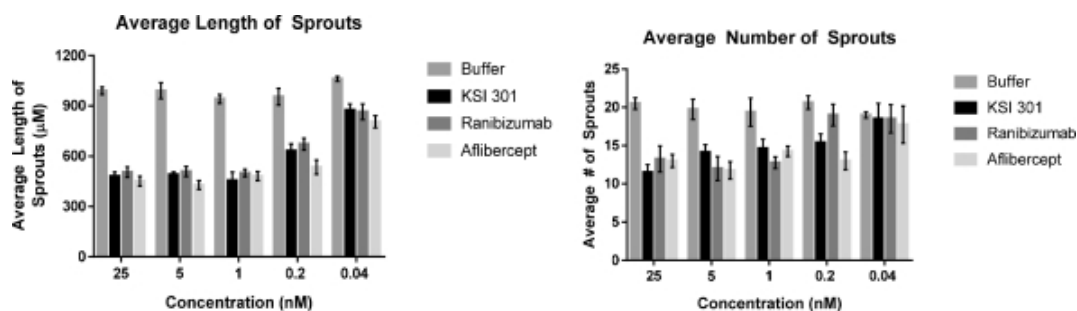 Average Length of Sprouts
Average Length of
Sprouts (µM)
1200
900
600
300
0
25 5 1 0.2 0.04
Concentration (nM)
Buffer
KSI 301
Ranibizumab
Aflibercept
Average Number of Sprouts
Average # of Sprouts
25
20
15
10
5
0
25 5 1 0.2 0.04
Concentration (nM)
Buffer
KSI 301
Ranibizumab
Aflibercept